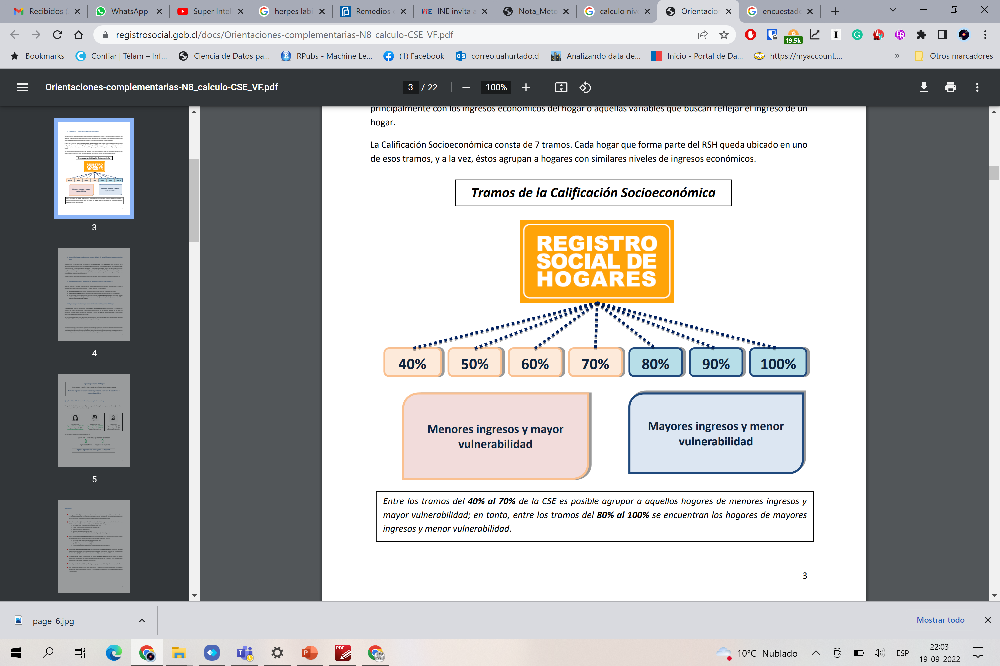 Recibidos (
WhatsApp
Super Intel
herpes labi
Remedios
INE invita a
Nota_Meto
calculo niv
Orientacion
encuestado
registrosocial.gob.cl/docs/Orientaciones-complementarias-N8_calculo-CSE_VF.pdf
19.5k
Bookmarks
Confiar | Télam – Inf...
Ciencia de Datos pa...
RPubs - Machine Le...
(1) Facebook
correo.uahurtado.cl
Analizando data de...
Inicio - Portal de Da...
https://myaccount....
»
Otros marcadores
Orientaciones-complementarias-N8_calculo-CSE_VF.pdf
3 / 22
100%
3
4
5
principalmente con los ingresos económicos del hogar o aquellas variables que buscan reflejar el ingreso de un
hogar.
La Calificación Socioeconómica consta de 7 tramos. Cada hogar que forma parte del RSH queda ubicado en uno
de esos tramos, y a la vez, éstos agrupan a hogares con similares niveles de ingresos económicos.
Tramos de la Calificación Socioeconómica
REGISTRO
SOCIAL DE
HOGARES
40%
50%
60%
70%
80%
90%
100%
Menores ingresos y mayor
vulnerabilidad
Mayores ingresos y menor
vulnerabilidad
Entre los tramos del 40% al 70% de la CSE es posible agrupar a aquellos hogares de menores ingresos y
mayor vulnerabilidad; en tanto, entre los tramos del 80% al 100% se encuentran los hogares de mayores
ingresos y menor vulnerabilidad.
3
page_6.jpg
Mostrar todo
10°C Nublado
ESP
22:03
19-09-2022